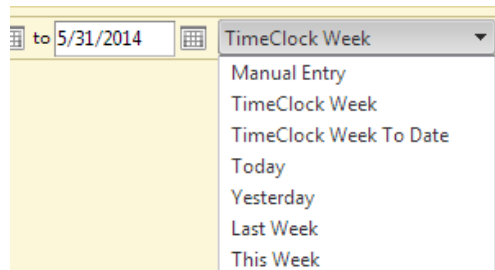 to 5/31/2014 TimeClock Week
Manual Entry
TimeClock Week
TimeClock Week To Date
Today
Yesterday
Last Week
This Week